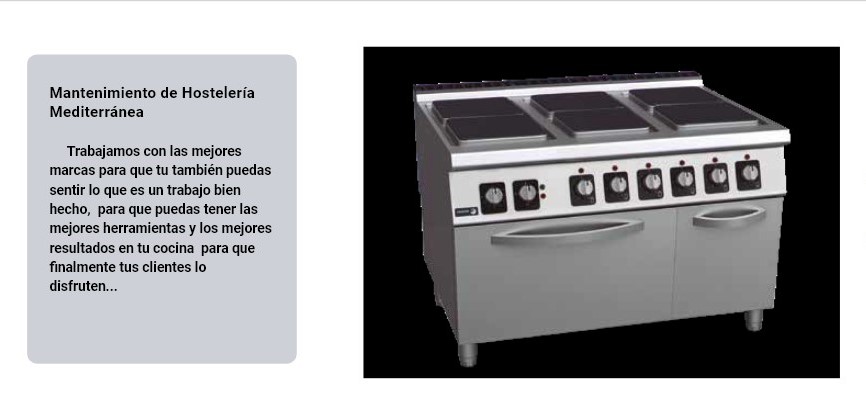 Mantenimiento de Hostelería
Mediterránea
Trabajamos con las mejores
marcas para que tu también puedas
sentir lo que es un trabajo bien
hecho, para que puedas tener las
mejores herramientas y los mejores
resultados en tu cocina para que
finalmente tus clientes lo
disfruten...